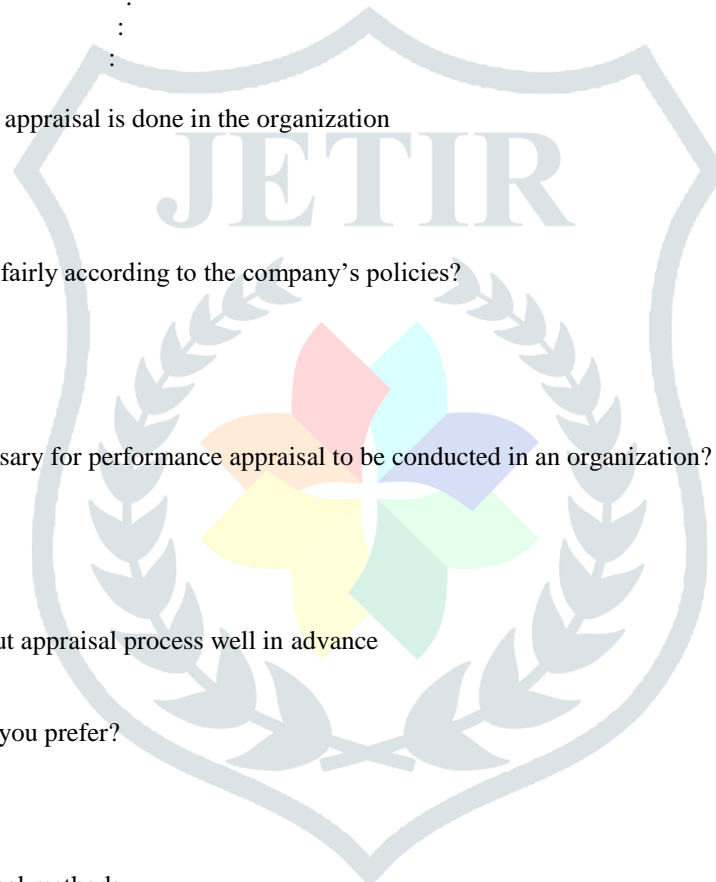 :
:
:
appraisal is done in the organization
JETIR
fairly according to the company’s policies?
sary for performance appraisal to be conducted in an organization?
ut appraisal process well in advance
you prefer?